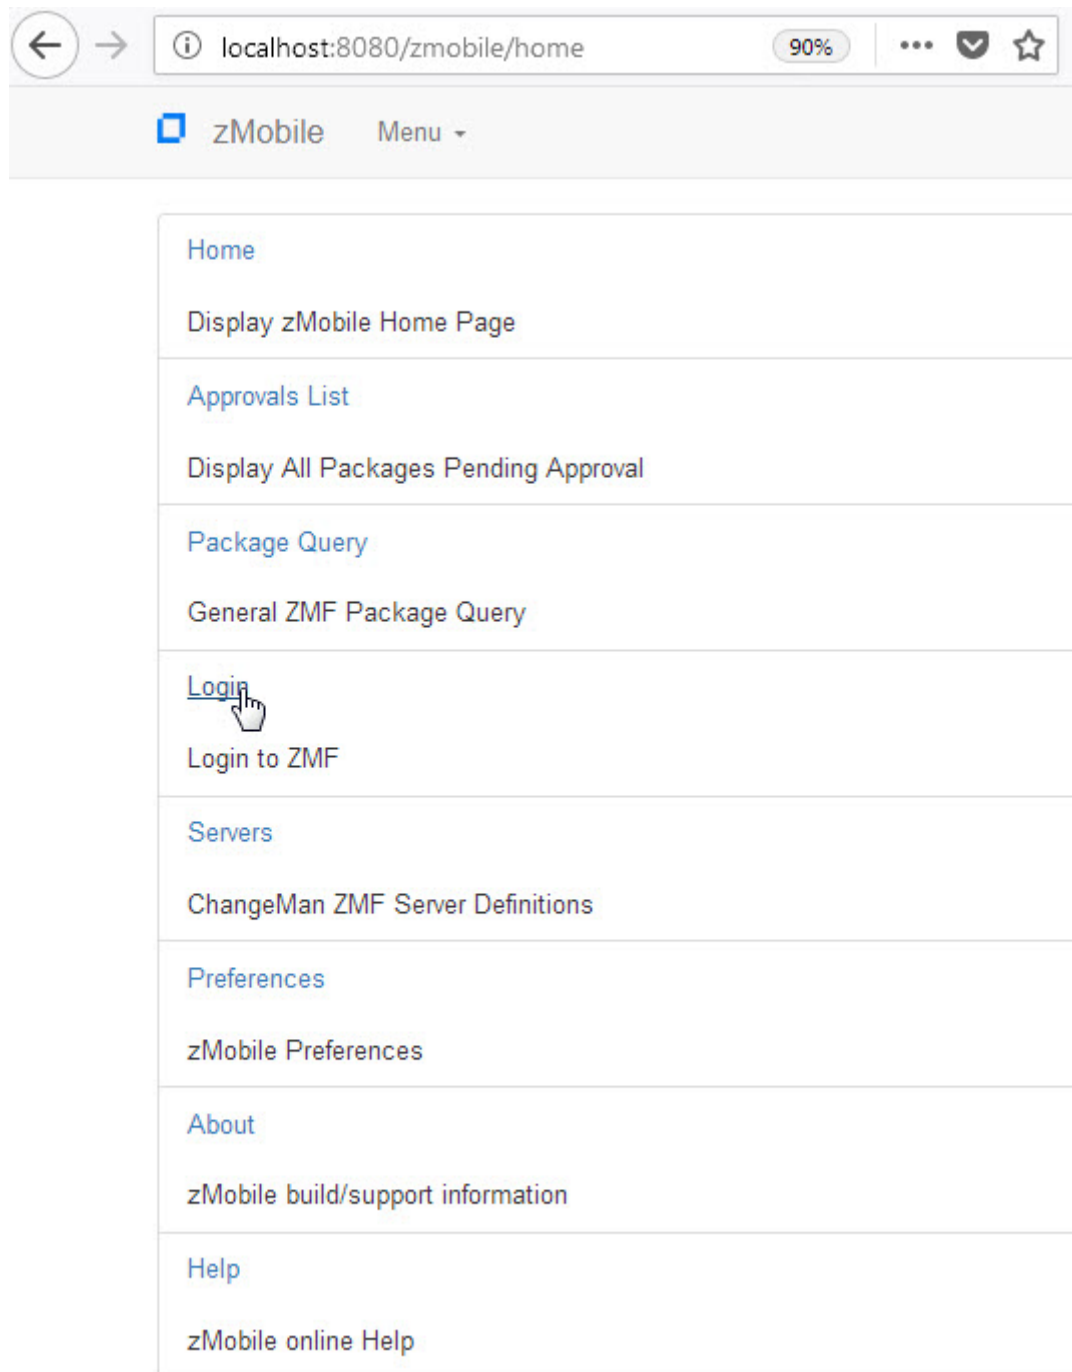 localhost:8080/zmobile/home 90%
zMobile Menu
Home
Display zMobile Home Page
Approvals List
Display All Packages Pending Approval
Package Query
General ZMF Package Query
Login
Login to ZMF
Servers
ChangeMan ZMF Server Definitions
Preferences
zMobile Preferences
About
zMobile build/support information
Help
zMobile online Help